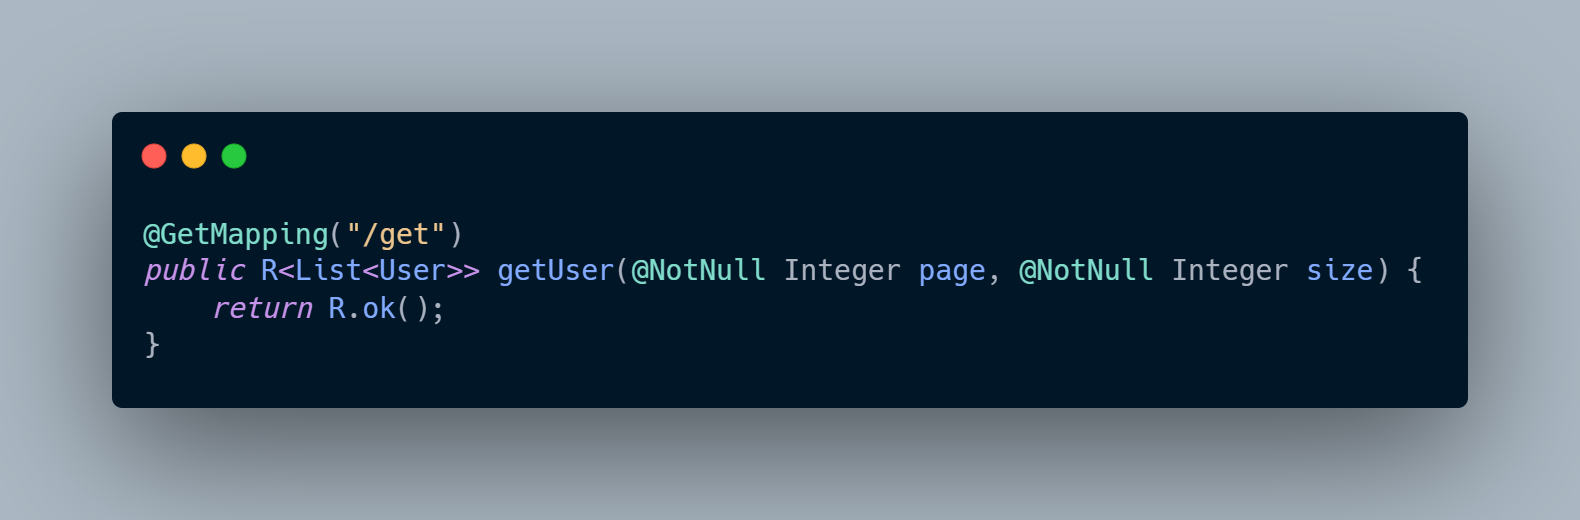 @GetMapping("/get")
public R<List<User>> getUser(@NotNull Integer page, @NotNull Integer size) {
    return R.ok();
}